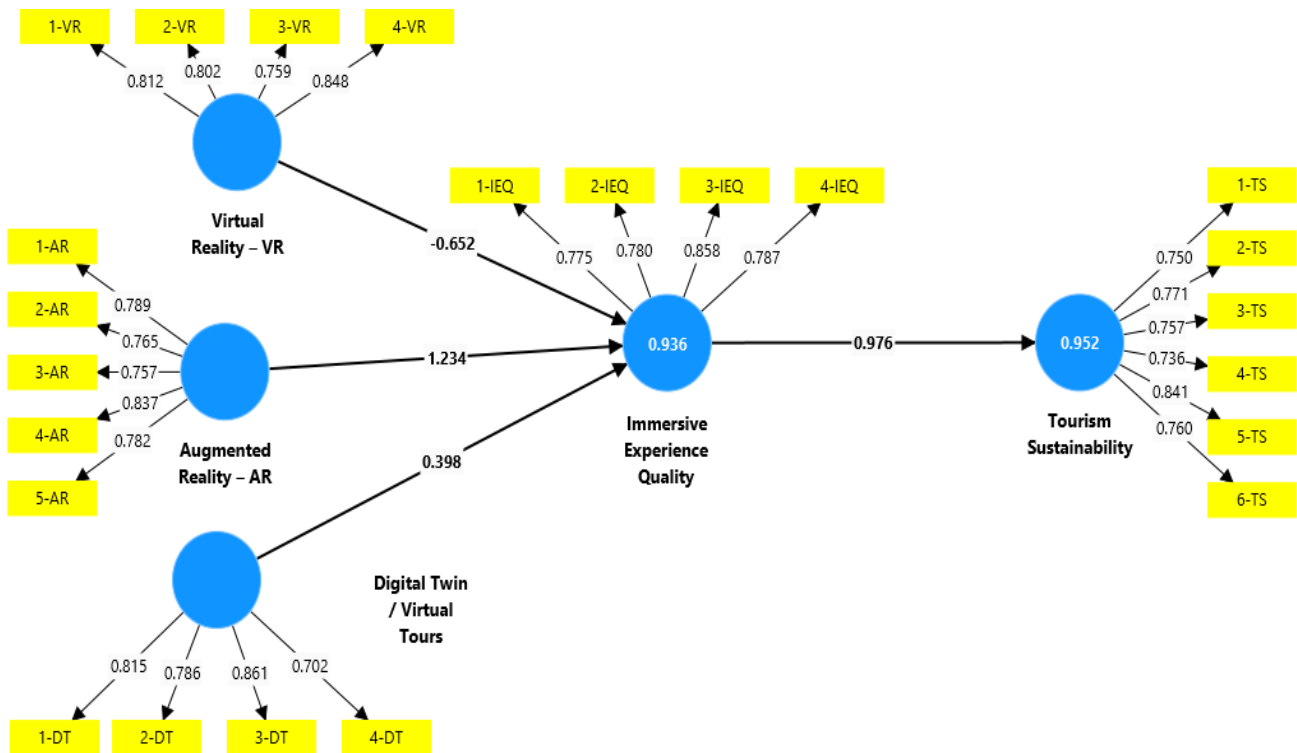 1-VR
2-VR
3-VR
4-VR
0.812
0.802
0.759
0.848
Virtual
Reality – VR
-0.652
1-AR
2-AR
3-AR
4-AR
5-AR
0.789
0.765
0.757
0.837
0.782
Augmented
Reality – AR
1.234
1-IEQ
2-IEQ
3-IEQ
4-IEQ
0.775
0.780
0.858
0.787
0.936
Immersive
Experience
Quality
0.976
0.952
Tourism
Sustainability
0.750
0.771
0.757
0.736
0.841
0.760
1-TS
2-TS
3-TS
4-TS
5-TS
6-TS
0.398
Digital Twin
/ Virtual
Tours
0.815
0.786
0.861
0.702
1-DT
2-DT
3-DT
4-DT